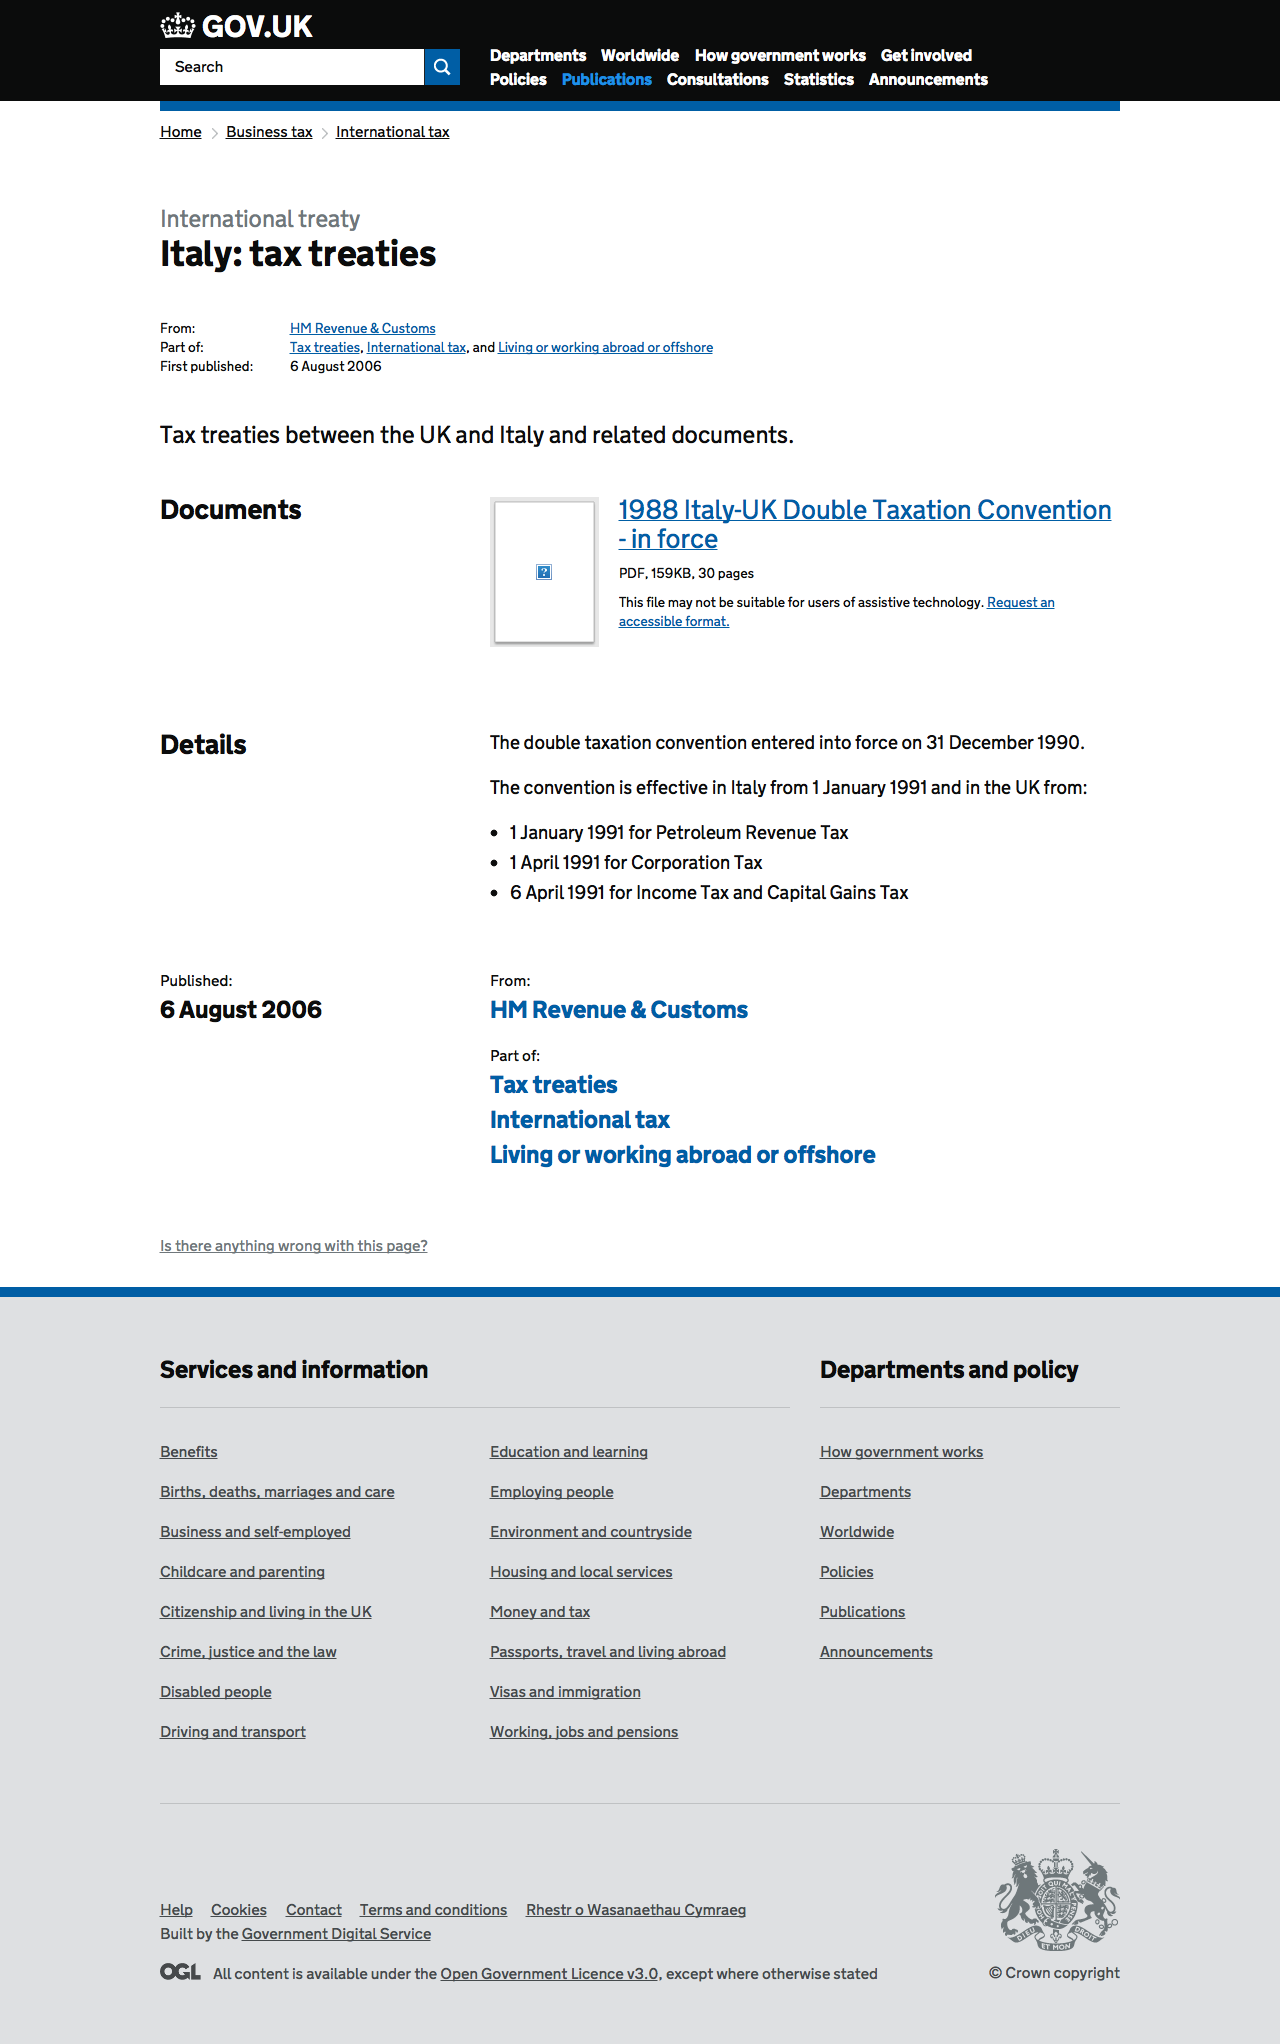 GOV.UK
Search
Departments Worldwide How government works Get involved
Policies Publications Consultations Statistics Announcements
Home Business tax International tax
International treaty
Italy: tax treaties
From: HM Revenue & Customs
Part of: Tax treaties, International tax, and Living or working abroad or offshore
First published: 6 August 2006
Tax treaties between the UK and Italy and related documents.
Documents
1988 Italy-UK Double Taxation Convention
- in force
PDF, 159KB, 30 pages
This file may not be suitable for users of assistive technology. Request an
accessible format.
Details
The double taxation convention entered into force on 31 December 1990.
The convention is effective in Italy from 1 January 1991 and in the UK from:
• 1 January 1991 for Petroleum Revenue Tax
• 1 April 1991 for Corporation Tax
• 6 April 1991 for Income Tax and Capital Gains Tax
Published:
6 August 2006
From:
HM Revenue & Customs
Part of:
Tax treaties
International tax
Living or working abroad or offshore
Is there anything wrong with this page?
Services and information
Benefits
Births, deaths, marriages and care
Business and self-employed
Childcare and parenting
Citizenship and living in the UK
Crime, justice and the law
Disabled people
Driving and transport
Education and learning
Employing people
Environment and countryside
Housing and local services
Money and tax
Passports, travel and living abroad
Visas and immigration
Working, jobs and pensions
Departments and policy
How government works
Departments
Worldwide
Policies
Publications
Announcements
Help Cookies Contact Terms and conditions Rhestr o Wasanaethau Cymraeg
Built by the Government Digital Service
OGL All content is available under the Open Government Licence v3.0, except where otherwise stated
DIEU ET MON DROIT
© Crown copyright